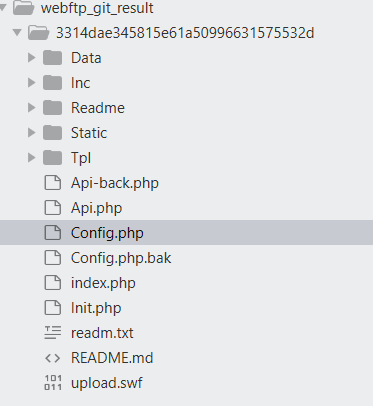 webftp_git_result
3314dae345815e61a50996631575532d
Data
Inc
Readme
Static
Tpl
Api-back.php
Api.php
Config.php
Config.php.bak
index.php
Init.php
readm.txt
README.md
upload.swf